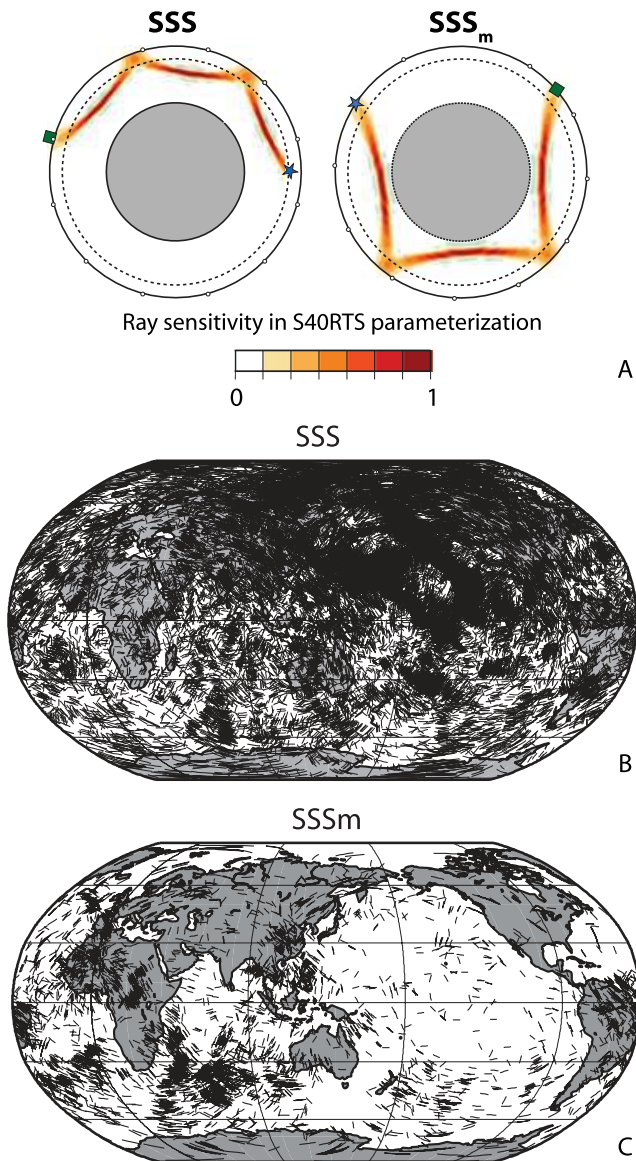 SSS
SSSm
Ray sensitivity in S40RTS parameterization
0 1
A
SSS
B
SSSm
C